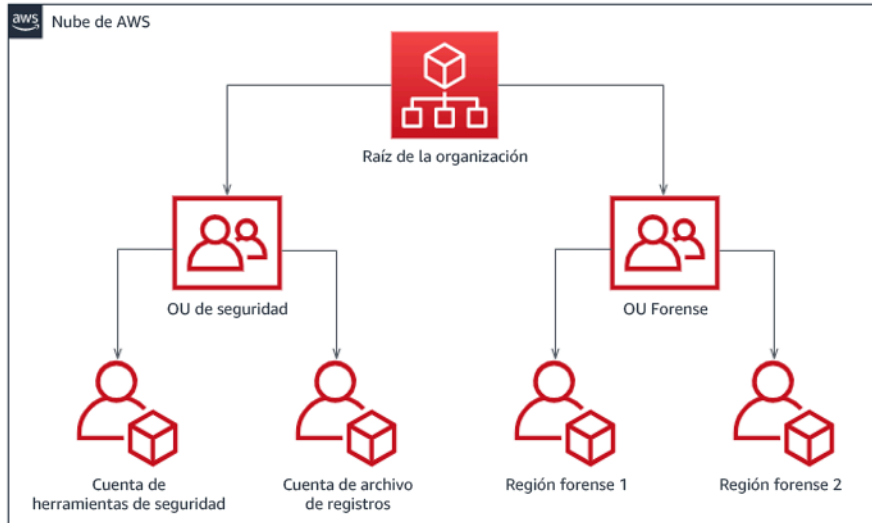 aws
Nube de AWS
Raíz de la organización
OU de seguridad
OU Forense
Cuenta de
herramientas de seguridad
Cuenta de archivo
de registros
Región forense 1
Región forense 2